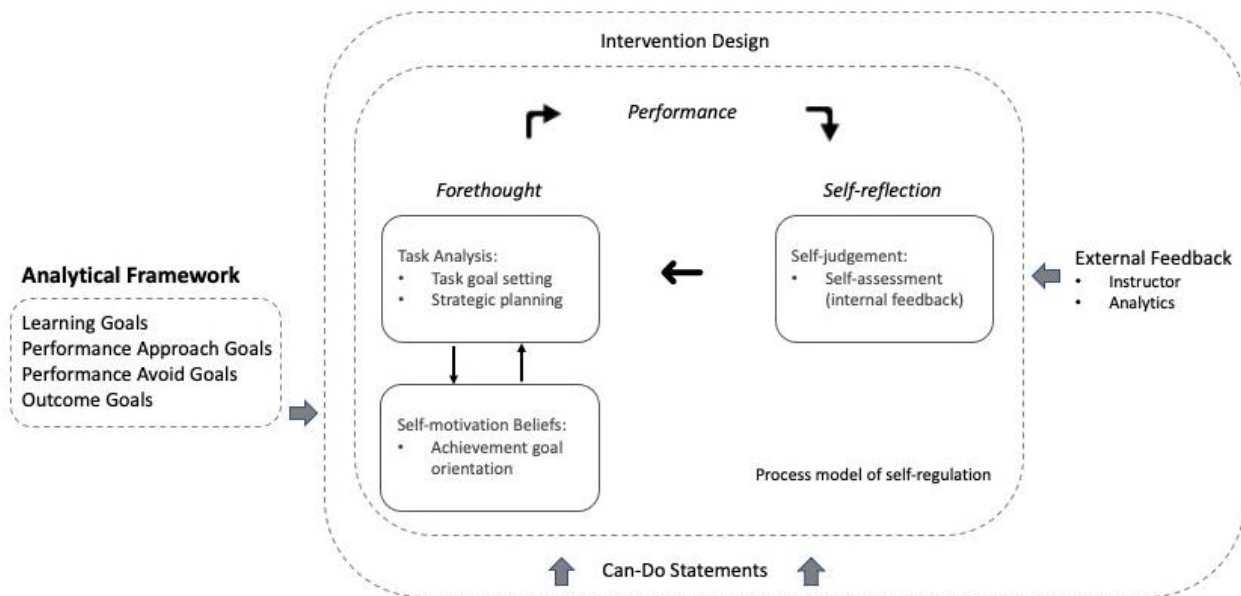 Intervention Design
Performance
Forethought
Self-reflection
Task Analysis:
• Task goal setting
• Strategic planning
Self-judgement:
• Self-assessment
(internal feedback)
External Feedback
• Instructor
• Analytics
Analytical Framework
Learning Goals
Performance Approach Goals
Performance Avoid Goals
Outcome Goals
Self-motivation Beliefs:
• Achievement goal
orientation
Process model of self-regulation
Can-Do Statements